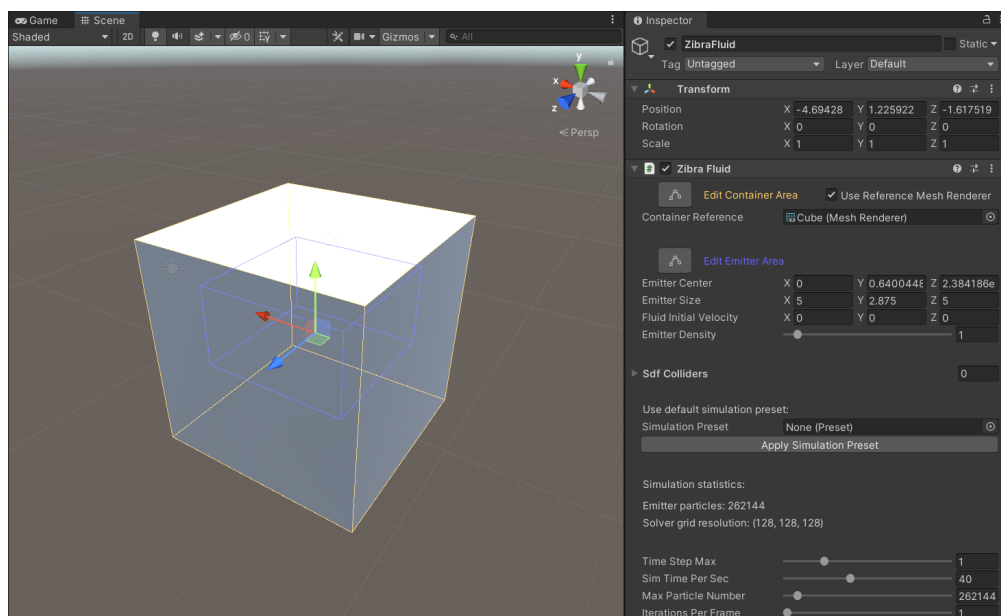 Game Scene
Inspector
Shaded 2D 0 Gizmos All
ZibraFluid Static
Tag Untagged Layer Default
Transform
Position X -4.69428 Y 1.225922 Z -1.617519
Rotation X 0 Y 0 Z 0
Scale X 1 Y 1 Z 1
y
x
z
Persp
Zibra Fluid
Edit Container Area Use Reference Mesh Renderer
Container Reference Cube (Mesh Renderer)
Edit Emitter Area
Emitter Center X 0 Y 0.6400448 Z 2.384186e
Emitter Size X 5 Y 2.875 Z 5
Fluid Initial Velocity X 0 Y 0 Z 0
Emitter Density 1
Sdf Colliders 0
Use default simulation preset:
Simulation Preset None (Preset)
Apply Simulation Preset
Simulation statistics:
Emitter particles: 262144
Solver grid resolution: (128, 128, 128)
Time Step Max 1
Sim Time Per Sec 40
Max Particle Number 262144
Iterations Per Frame 1